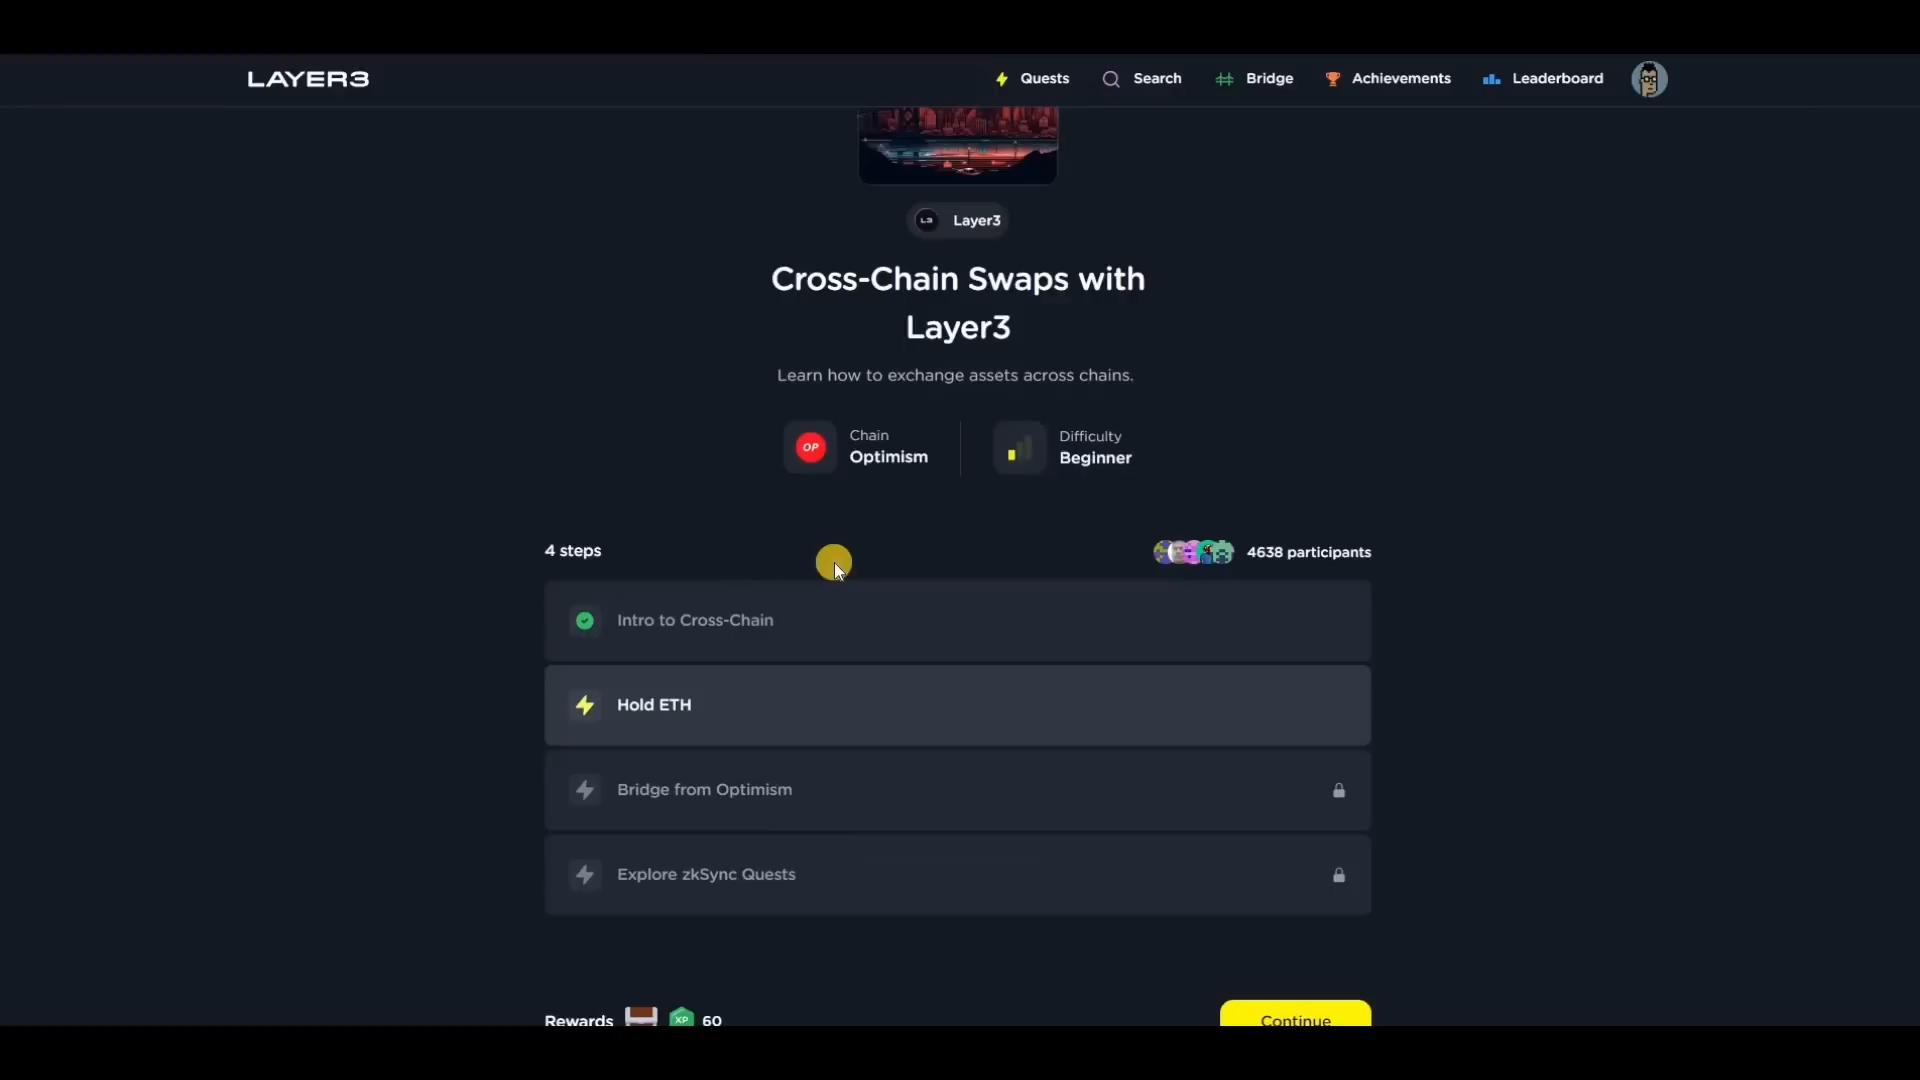 LAYER3
Quests
Search
Bridge
Achievements
Leaderboard
L3
Layer3
Cross-Chain Swaps with
Layer3
Learn how to exchange assets across chains.
OP
Chain
Optimism
Difficulty
Beginner
4 steps
4638 participants
Intro to Cross-Chain
Hold ETH
Bridge from Optimism
Explore zkSync Quests
Rewards
XP
60
Continue